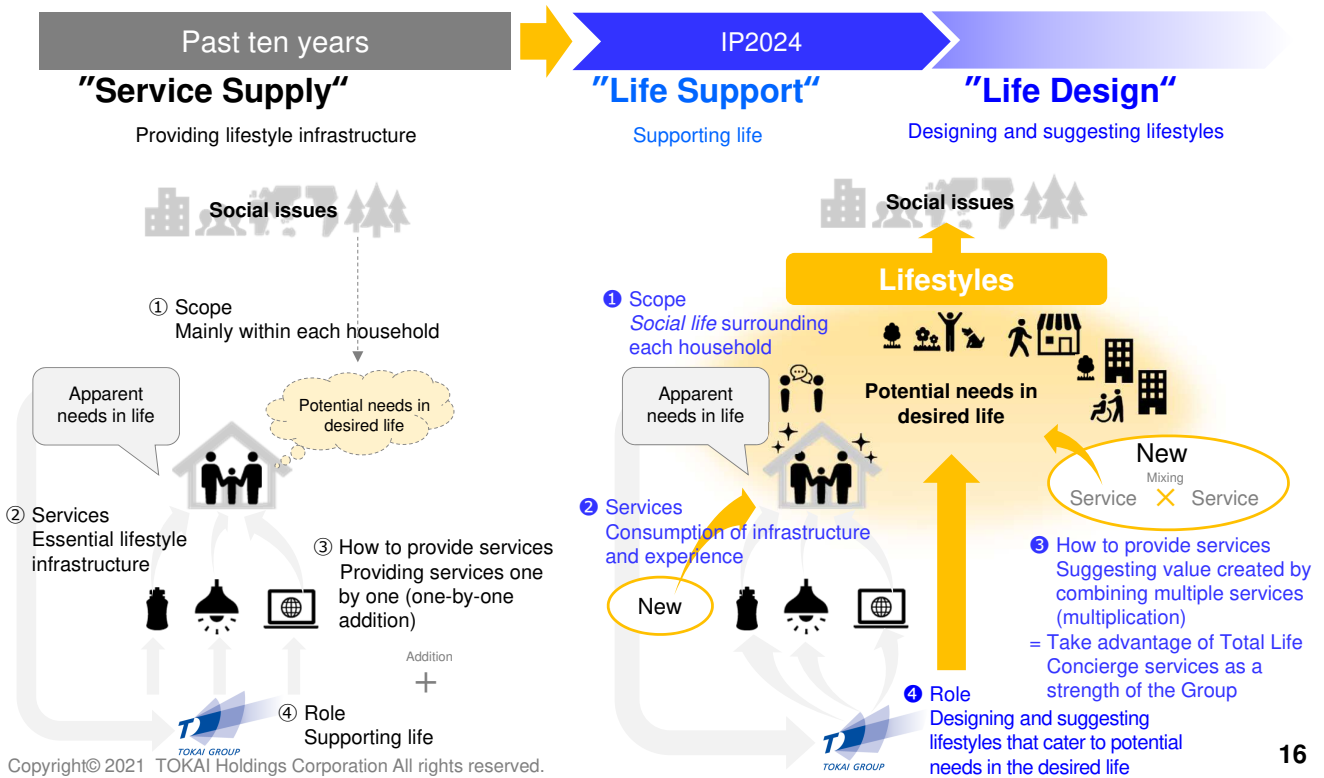 Past ten years
IP2024
″Service Supply“
Providing lifestyle infrastructure
Social issues
① Scope
Mainly within each household
Apparent
needs in life
Potential needs in
desired life
② Services
Essential lifestyle
infrastructure
③ How to provide services
Providing services one
by one (one-by-one
addition)
Addition
+
④ Role
Supporting life
TOKAI GROUP
″Life Support“
Supporting life
″Life Design“
Designing and suggesting lifestyles
Social issues
Lifestyles
❶ Scope
Social life surrounding
each household
Apparent
needs in life
Potential needs in
desired life
New
Mixing
Service × Service
❷ Services
Consumption of infrastructure
and experience
New
❸ How to provide services
Suggesting value created by
combining multiple services
(multiplication)
= Take advantage of Total Life
Concierge services as a
strength of the Group
❹ Role
Designing and suggesting
lifestyles that cater to potential
needs in the desired life
TOKAI GROUP
Copyright© 2021 TOKAI Holdings Corporation All rights reserved.
16